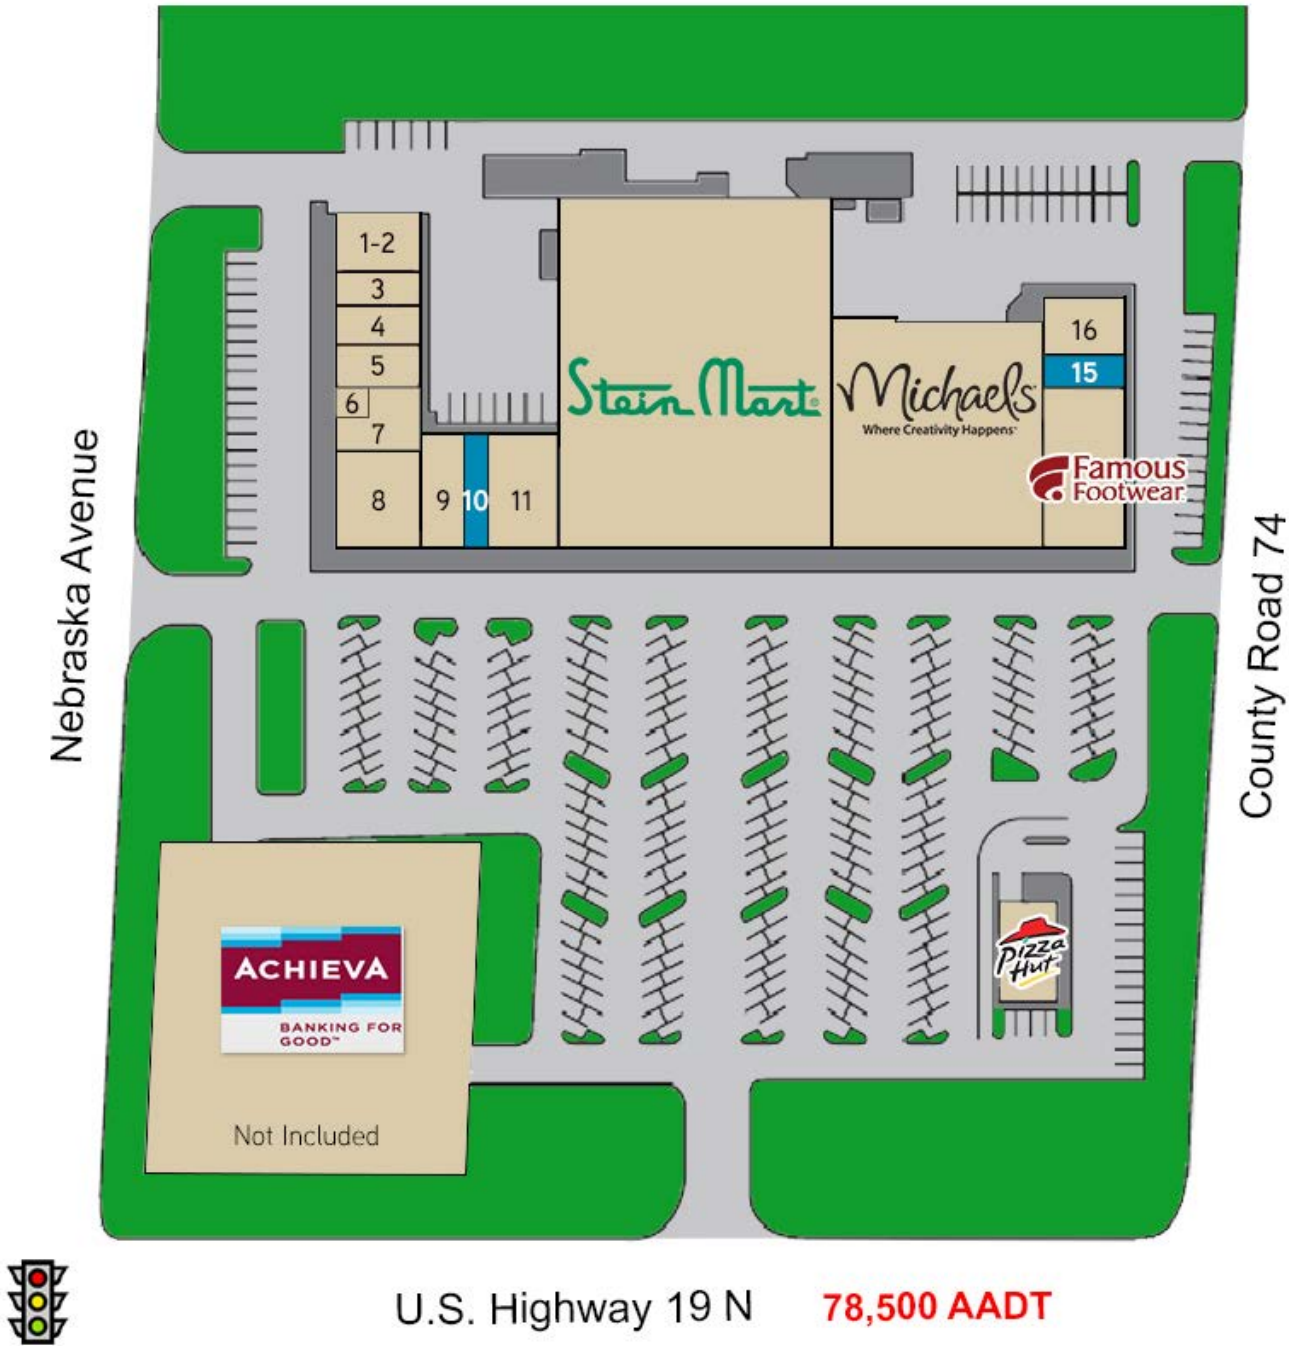 1-2
3
4
5
6
7
8
9
10
11
Stein Mart
Michaels
Where Creativity Happens
16
15
Famous
Footwear
Nebraska Avenue
County Road 74
ACHIEVA
BANKING FOR
GOOD™
Not Included
Pizza
Hut
U.S. Highway 19 N
78,500 AADT